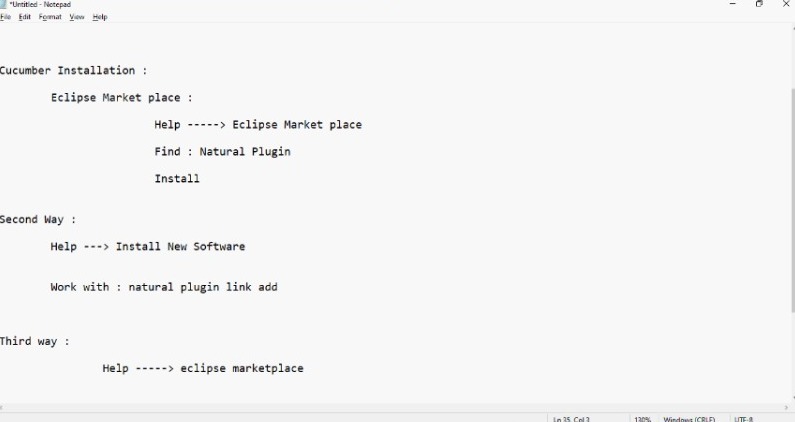 *Untitled - Notepad
File Edit Format View Help
Cucumber Installation :
Eclipse Market place :
Help -----> Eclipse Market place
Find : Natural Plugin
Install
Second Way :
Help ---> Install New Software
Work with : natural plugin link add
Third way :
Help -----> eclipse marketplace
Ln 35, Col 3 130% Windows (CRLF) UTF-8